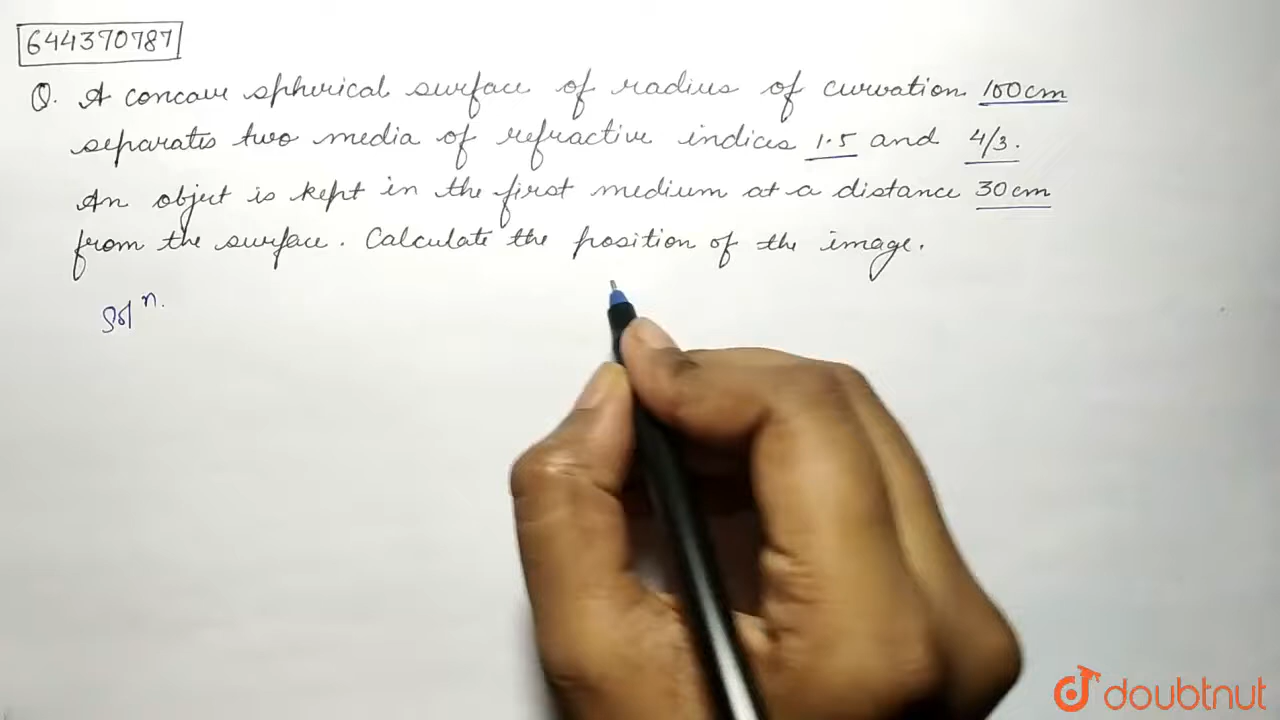 644370787
Q. A concave spherical surface of radius of curvation 100cm
separates two media of refractive indices 1.5 and 4/3.
An object is kept in the first medium at a distance 30cm
from the surface. Calculate the position of the image.
Solⁿ.
doubtnut